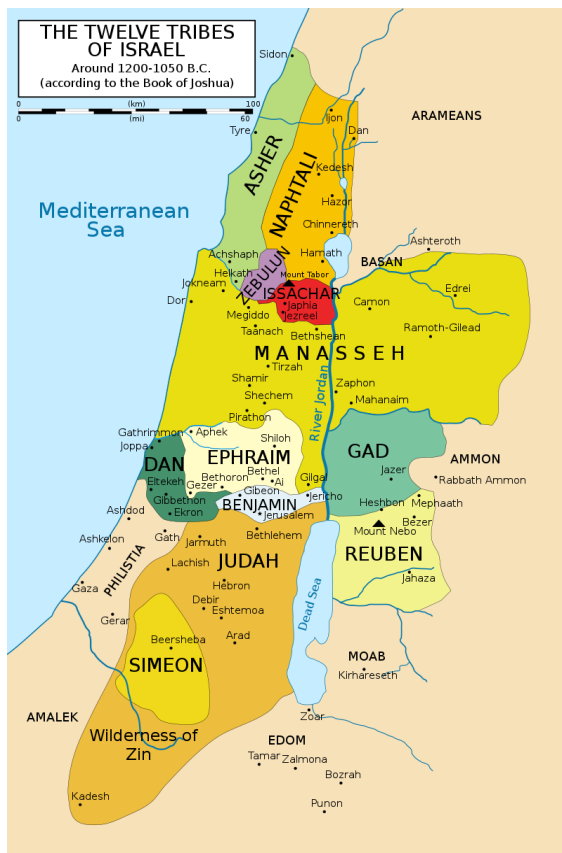 THE TWELVE TRIBES
OF ISRAEL
Around 1200-1050 B.C.
(according to the Book of Joshua)
0 (km) 100
0 (mi) 60
Sidon
Ijon
ARAMEANS
Dan
Tyre
ASHER
NAPHTALI
Kedesh
Hazor
Mediterranean
Sea
Chinnereth
Ashteroth
Achshaph
Hamath
BASAN
Helkath
ZEBULUN
Mount Tabor
Jokneam
ISSACHAR
Edrei
Dor
Japhia
Camon
Megiddo
Jezreel
Taanach
Bethshean
Ramoth-Gilead
MANASSEH
Tirzah
Shamir
River Jordan
Zaphon
Shechem
Mahanaim
Pirathon
Gathrimmon
Aphek
Joppa
Shiloh
DAN
EPHRAIM
GAD
AMMON
Bethel
Jazer
Eltekeh
Bethoron
Ai
Gilgal
Rabbath Ammon
Gezer
Gibeon
Gibbethon
Jericho
Heshbon
Mephaath
BENJAMIN
Ashdod
Ekron
Jerusalem
Bezer
Mount Nebo
Ashkelon
Gath
Jarmuth
Bethlehem
PHILISTIA
Lachish
JUDAH
REUBEN
Jahaza
Gaza
Hebron
Dead Sea
Debir
Eshtemoa
Gerar
Arad
Beersheba
MOAB
SIMEON
Kirhareseth
AMALEK
Zoar
Wilderness of
Zin
EDOM
Tamar
Zalmona
Bozrah
Kadesh
Punon